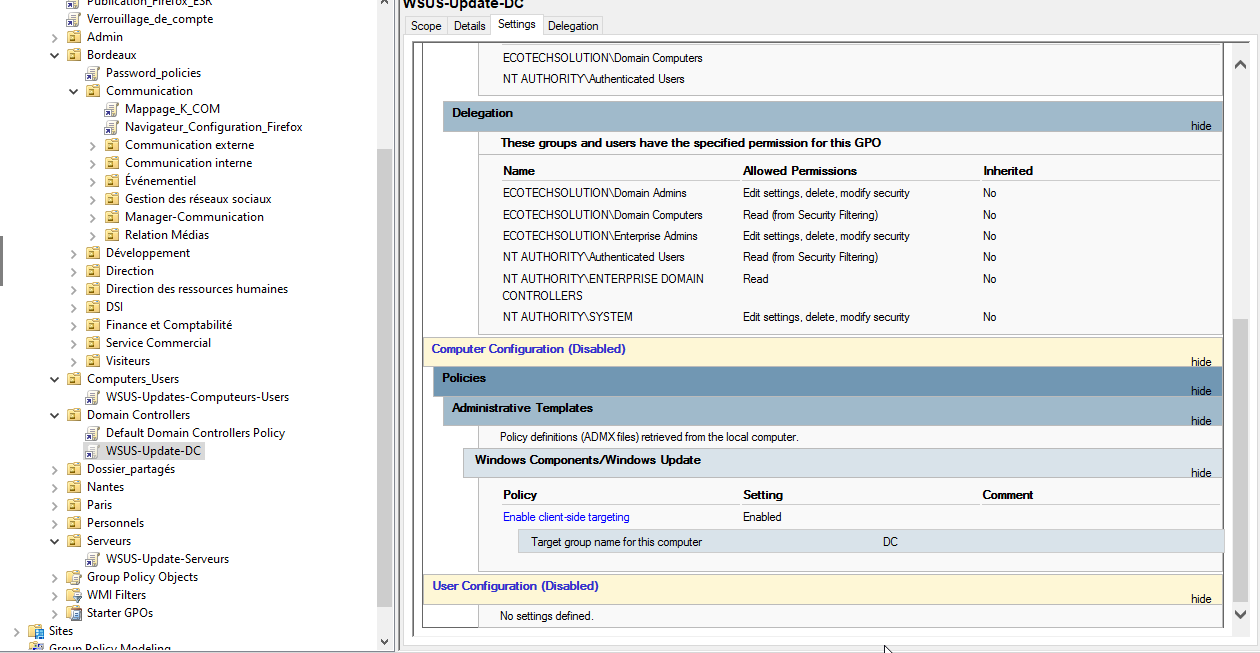 Publication_Firefox_ESR
Verrouillage_de_compte
Admin
Bordeaux
Password_policies
Communication
Mappage_K_COM
Navigateur_Configuration_Firefox
Communication externe
Communication interne
Événementiel
Gestion des réseaux sociaux
Manager-Communication
Relation Médias
Développement
Direction
Direction des ressources humaines
DSI
Finance et Comptabilité
Service Commercial
Visiteurs
Computers_Users
WSUS-Updates-Computeurs-Users
Domain Controllers
Default Domain Controllers Policy
WSUS-Update-DC
Dossier_partagés
Nantes
Paris
Personnels
Serveurs
WSUS-Update-Serveurs
Group Policy Objects
WMI Filters
Starter GPOs
Sites
Group Policy Modeling
WSUS-Update-DC
Scope Details Settings Delegation
ECOTECHSOLUTION\Domain Computers
NT AUTHORITY\Authenticated Users
Delegation
hide
These groups and users have the specified permission for this GPO
Name Allowed Permissions Inherited
ECOTECHSOLUTION\Domain Admins Edit settings, delete, modify security No
ECOTECHSOLUTION\Domain Computers Read (from Security Filtering) No
ECOTECHSOLUTION\Enterprise Admins Edit settings, delete, modify security No
NT AUTHORITY\Authenticated Users Read (from Security Filtering) No
NT AUTHORITY\ENTERPRISE DOMAIN Read No
CONTROLLERS
NT AUTHORITY\SYSTEM Edit settings, delete, modify security No
Computer Configuration (Disabled)
hide
Policies
hide
Administrative Templates
hide
Policy definitions (ADMX files) retrieved from the local computer.
Windows Components/Windows Update
hide
Policy Setting Comment
Enable client-side targeting Enabled
Target group name for this computer DC
User Configuration (Disabled)
hide
No settings defined.